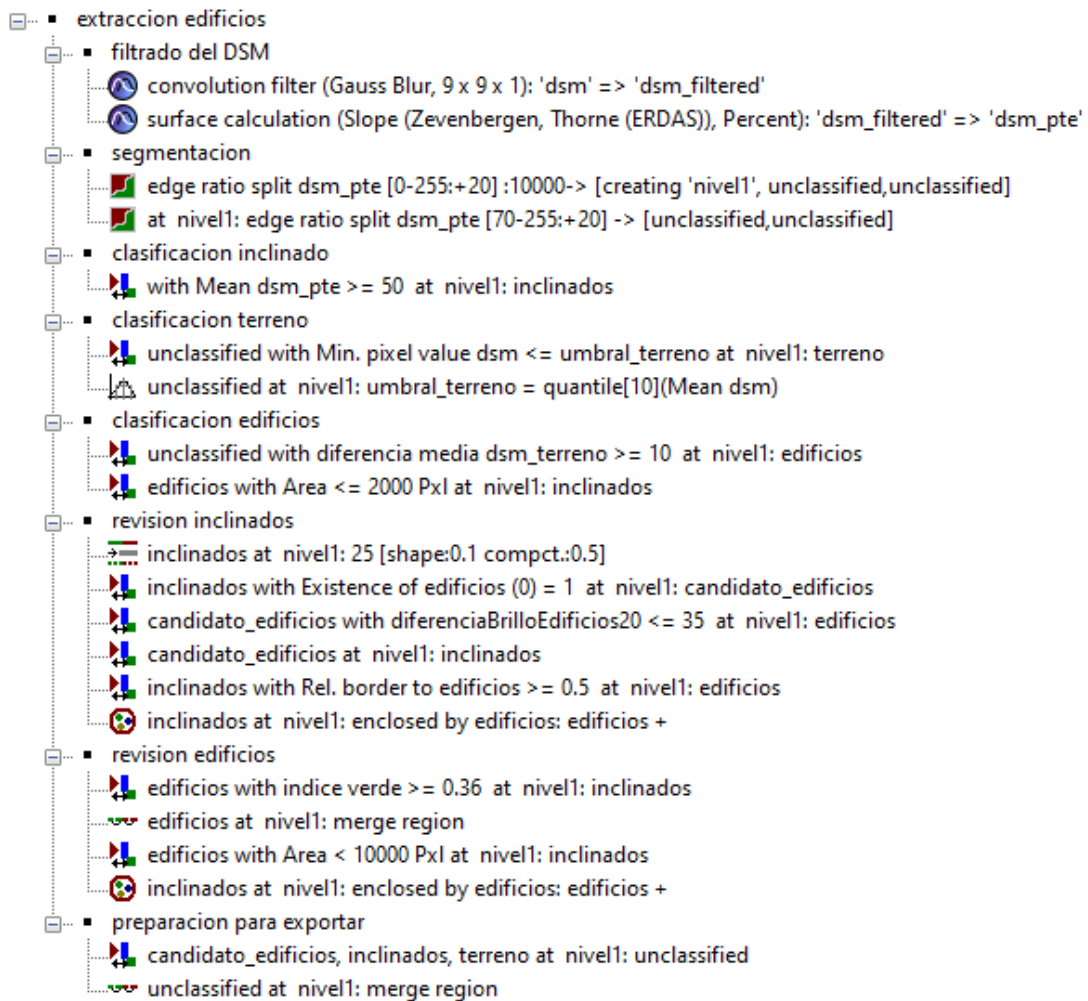 extraccion edificios
filtrado del DSM
convolution filter (Gauss Blur, 9 x 9 x 1): 'dsm' => 'dsm_filtered'
surface calculation (Slope (Zevenbergen, Thorne (ERDAS)), Percent): 'dsm_filtered' => 'dsm_pte'
segmentacion
edge ratio split dsm_pte [0-255:+20] :10000-> [creating 'nivel1', unclassified,unclassified]
at nivel1: edge ratio split dsm_pte [70-255:+20] -> [unclassified,unclassified]
clasificacion inclinado
with Mean dsm_pte >= 50 at nivel1: inclinados
clasificacion terreno
unclassified with Min. pixel value dsm <= umbral_terreno at nivel1: terreno
unclassified at nivel1: umbral_terreno = quantile[10](Mean dsm)
clasificacion edificios
unclassified with diferencia media dsm_terreno >= 10 at nivel1: edificios
edificios with Area <= 2000 Pxl at nivel1: inclinados
revision inclinados
inclinados at nivel1: 25 [shape:0.1 compct.:0.5]
inclinados with Existence of edificios (0) = 1 at nivel1: candidato_edificios
candidato_edificios with diferenciaBrilloEdificios20 <= 35 at nivel1: edificios
candidato_edificios at nivel1: inclinados
inclinados with Rel. border to edificios >= 0.5 at nivel1: edificios
inclinados at nivel1: enclosed by edificios: edificios +
revision edificios
edificios with indice verde >= 0.36 at nivel1: inclinados
edificios at nivel1: merge region
edificios with Area < 10000 Pxl at nivel1: inclinados
inclinados at nivel1: enclosed by edificios: edificios +
preparacion para exportar
candidato_edificios, inclinados, terreno at nivel1: unclassified
unclassified at nivel1: merge region